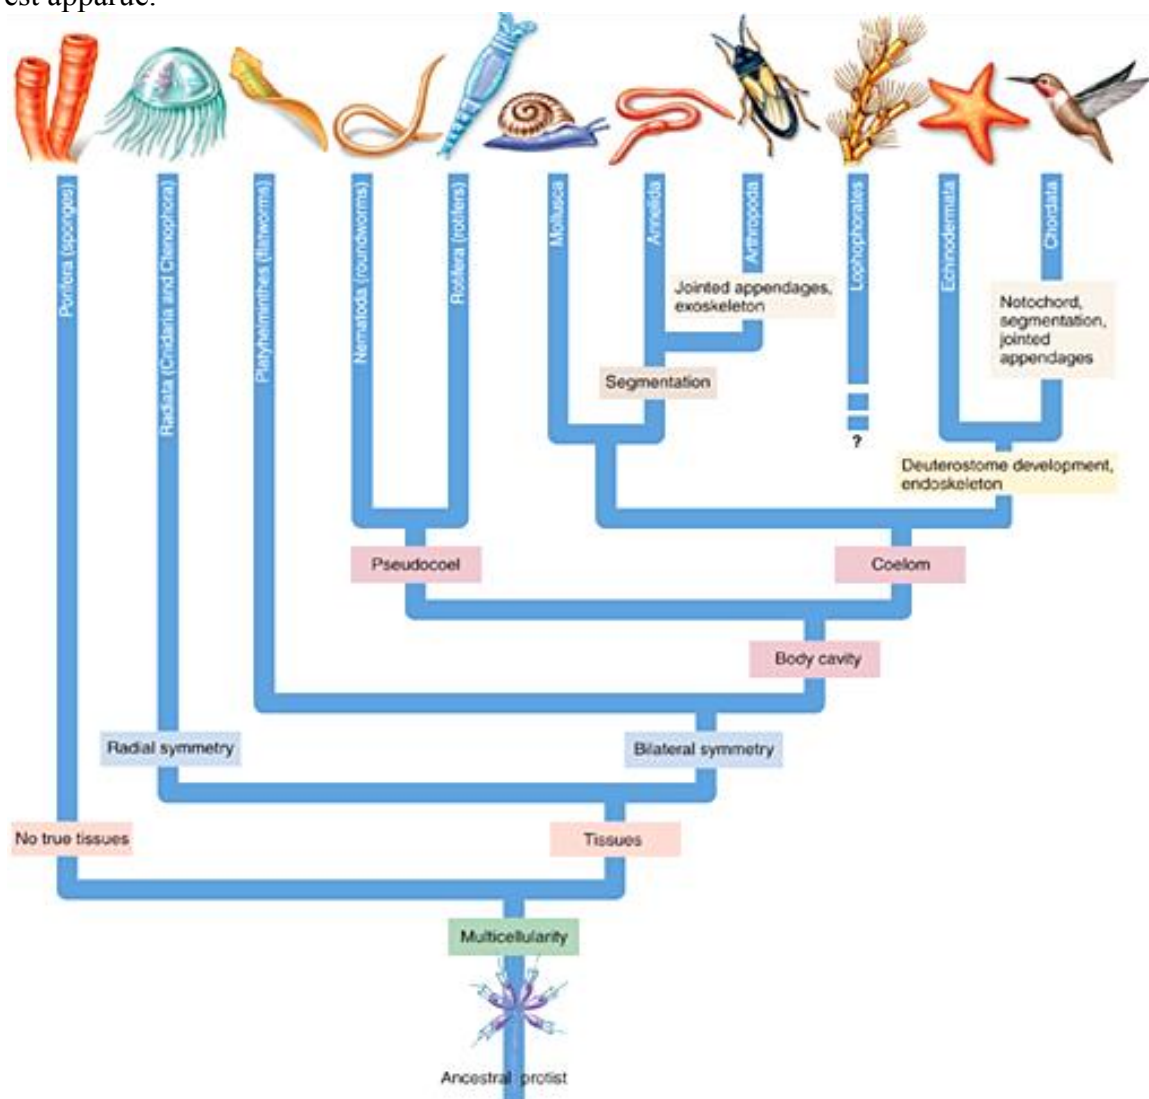 est apparue.
Porifera (sponges)
Radiata (Cnidaria and Ctenophora)
Platyhelminthes (flatworms)
Nematoda (roundworms)
Rotifera (rotifers)
Mollusca
Annelida
Arthropoda
Lophophorates
Echinodermata
Chordata
Jointed appendages,
exoskeleton
Notochord,
segmentation,
jointed
appendages
Segmentation
?
Deuterostome development,
endoskeleton
Pseudocoel
Coelom
Body cavity
Radial symmetry
Bilateral symmetry
No true tissues
Tissues
Multicellularity
Ancestral protist